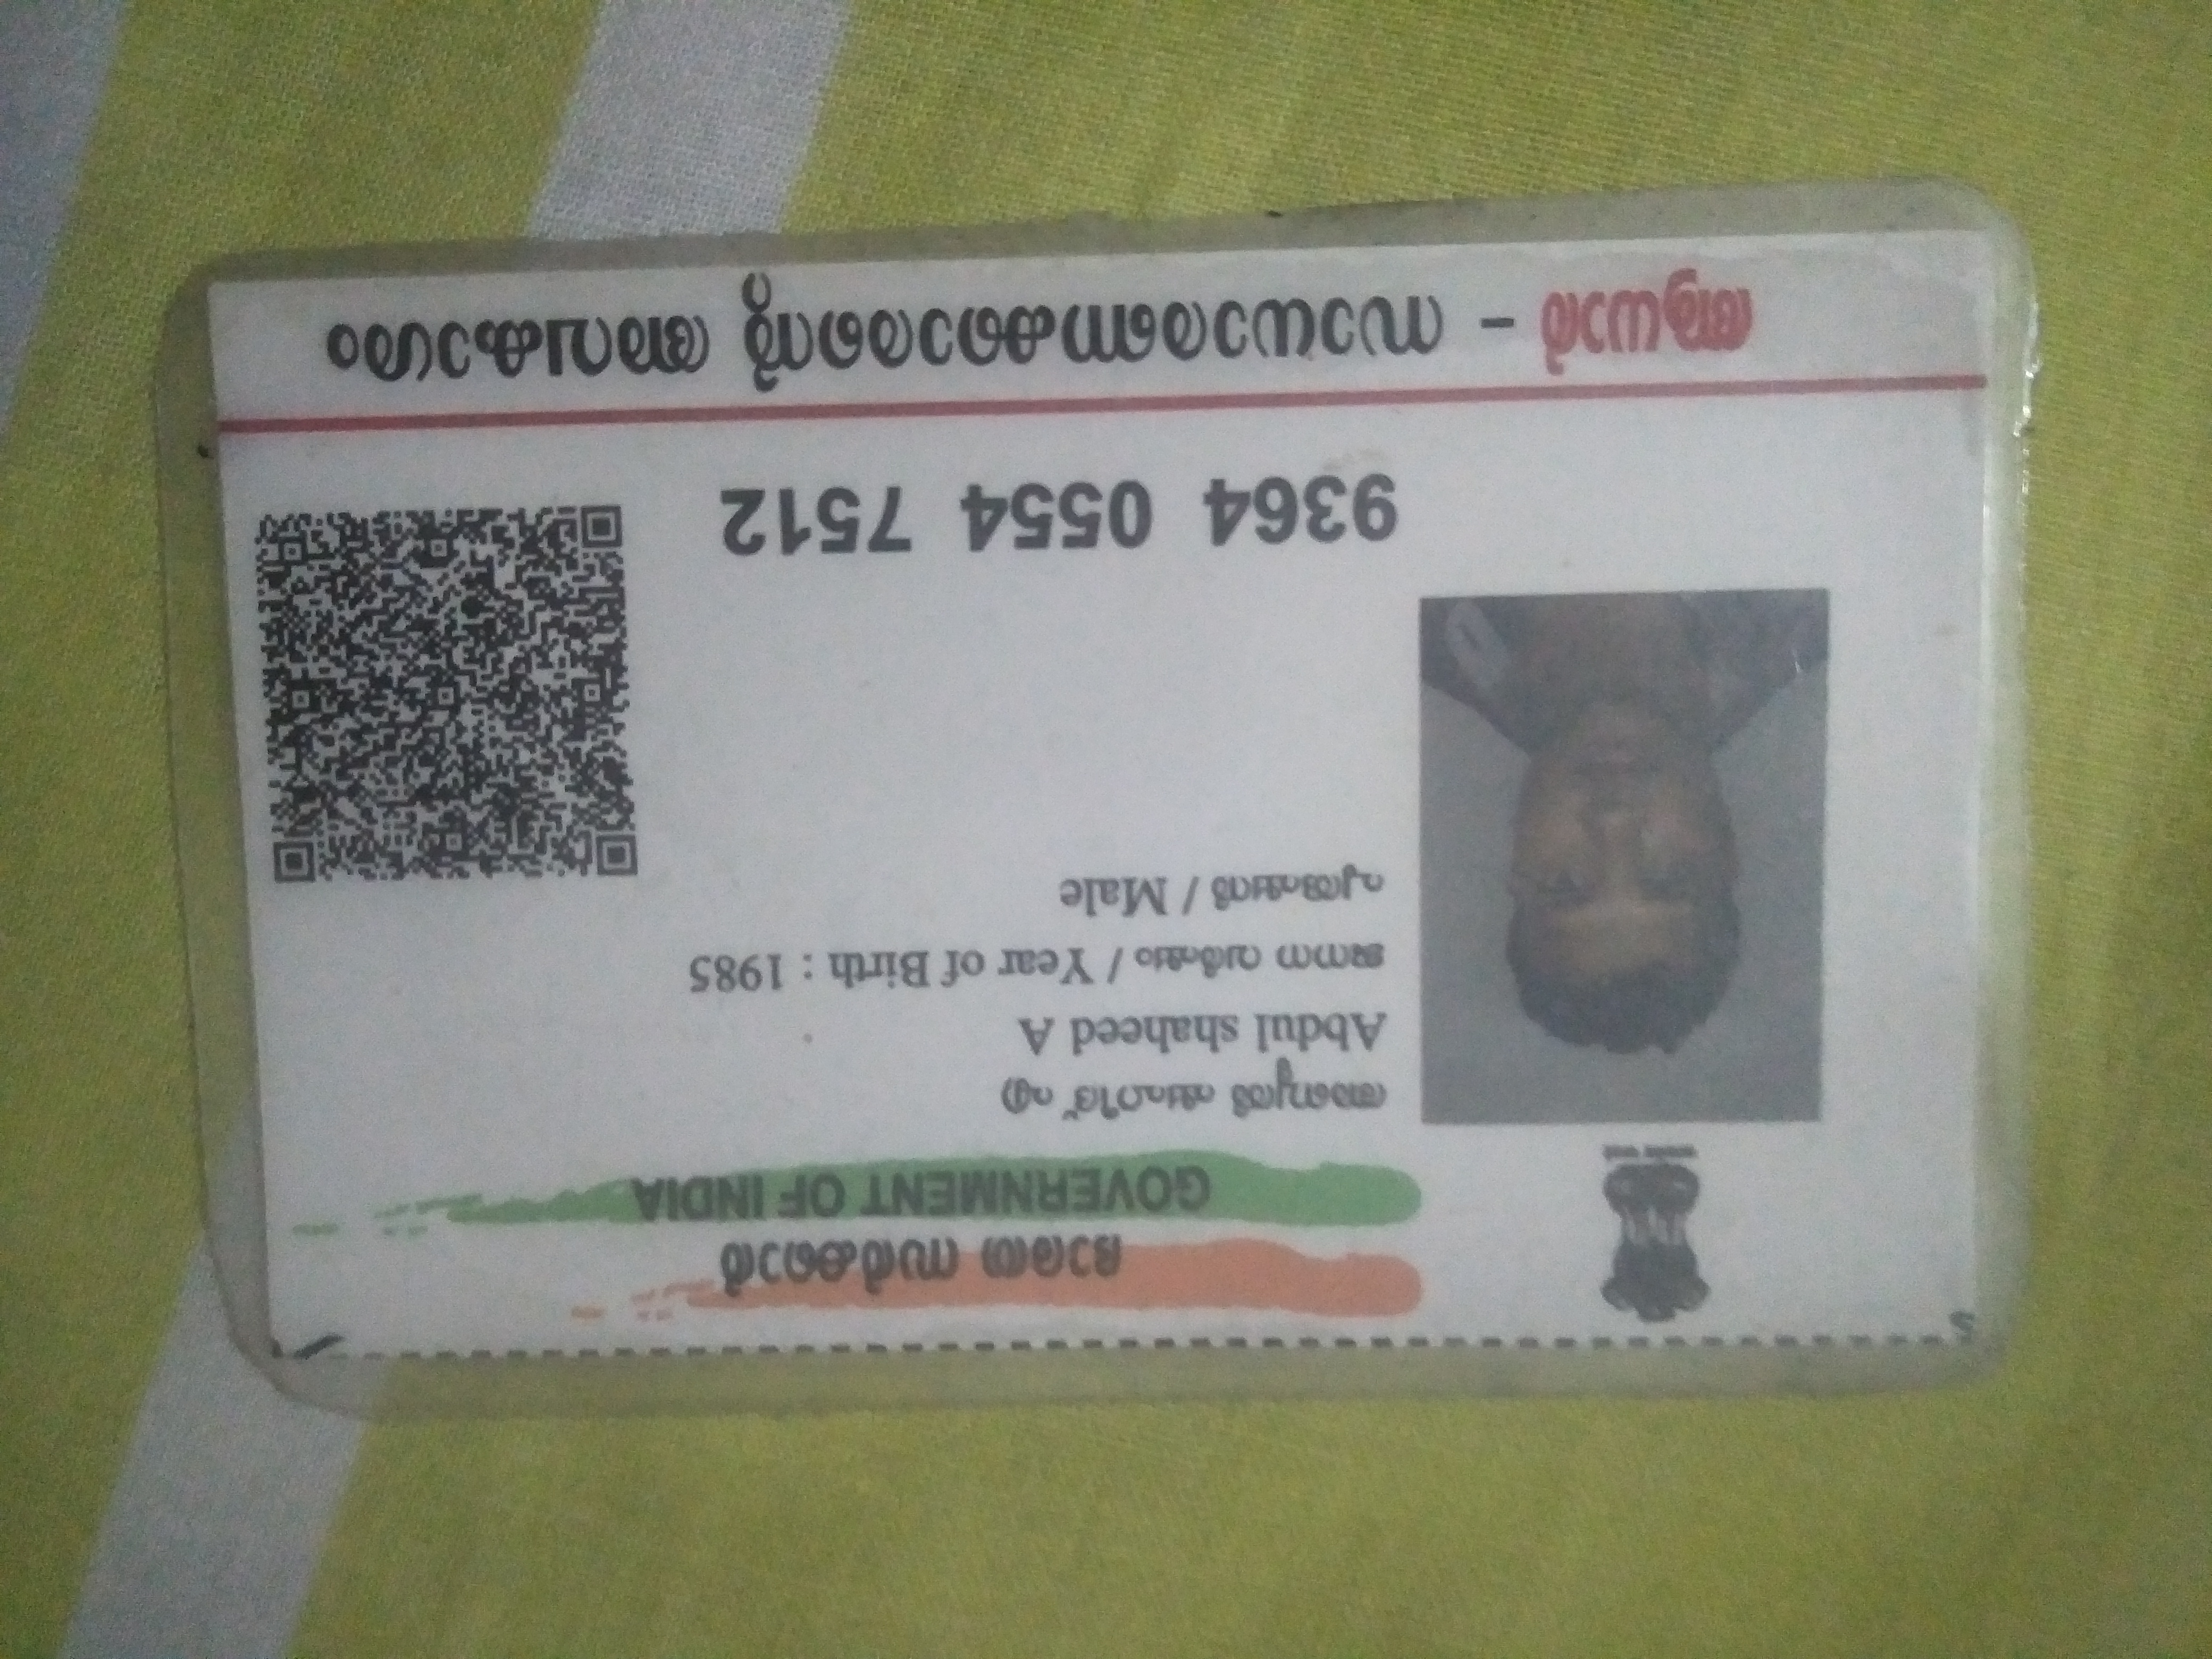 ഭാരത സർക്കാർ
GOVERNMENT OF INDIA
അബ്ദുൽ ഷഹീദ് എ
Abdul shaheed A
ജനന വർഷം / Year of Birth : 1985
പുരുഷൻ / Male
9364 0554 7512
ആധാർ - സാധാരണക്കാരന്റെ അവകാശം